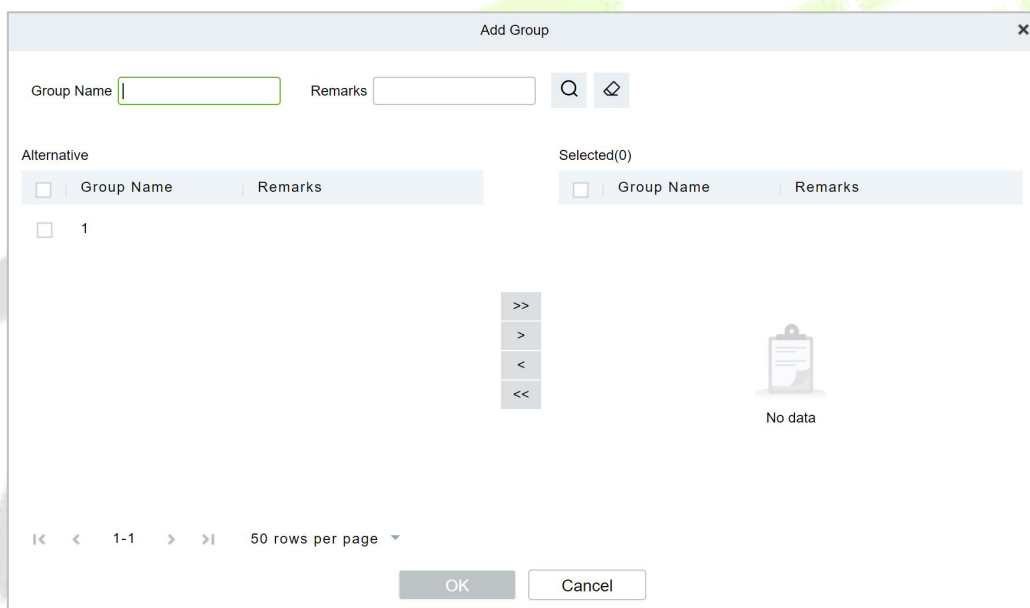 Add Group
Group Name Remarks
Alternative
Group Name Remarks
1
>>
>
<
<<
Selected(0)
Group Name Remarks
No data
1-1 50 rows per page
OK Cancel